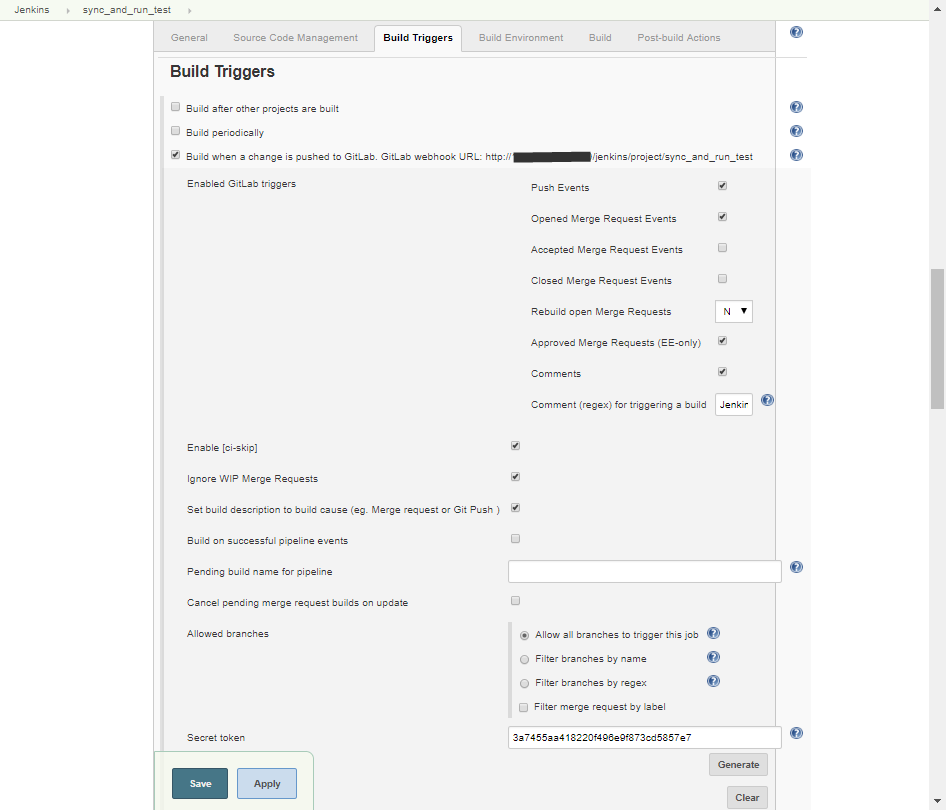 Jenkins sync_and_run_test
General Source Code Management Build Triggers Build Environment Build Post-build Actions
Build Triggers
Build after other projects are built
Build periodically
Build when a change is pushed to GitLab. GitLab webhook URL: http:// /jenkins/project/sync_and_run_test
Enabled GitLab triggers
Push Events
Opened Merge Request Events
Accepted Merge Request Events
Closed Merge Request Events
Rebuild open Merge Requests N
Approved Merge Requests (EE-only)
Comments
Comment (regex) for triggering a build Jenkin
Enable [ci-skip]
Ignore WIP Merge Requests
Set build description to build cause (eg. Merge request or Git Push )
Build on successful pipeline events
Pending build name for pipeline
Cancel pending merge request builds on update
Allowed branches
Allow all branches to trigger this job
Filter branches by name
Filter branches by regex
Filter merge request by label
Secret token 3a7455aa418220f496e9f873cd5857e7
Generate
Save Apply
Clear